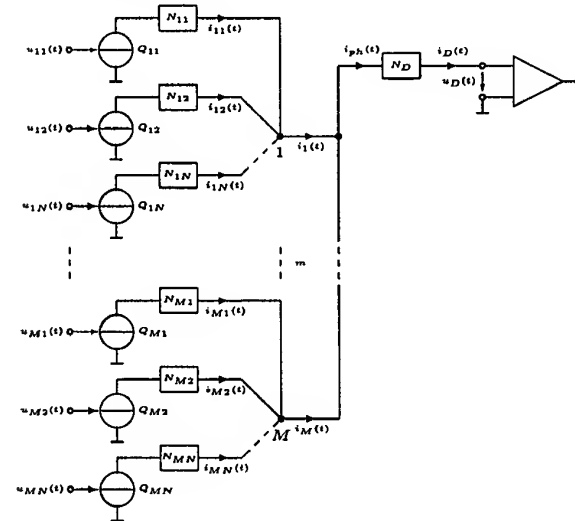 N11 i11(t)
u11(t) Q11
iph(t) ND iD(t)
uD(t)
N12 i12(t)
u12(t) Q12
1 i1(t)
N1N i1N(t)
u1N(t) Q1N
m
NM1 iM1(t)
uM1(t) QM1
NM2 iM2(t)
uM2(t) QM2
M iM(t)
NMN iMN(t)
uMN(t) QMN